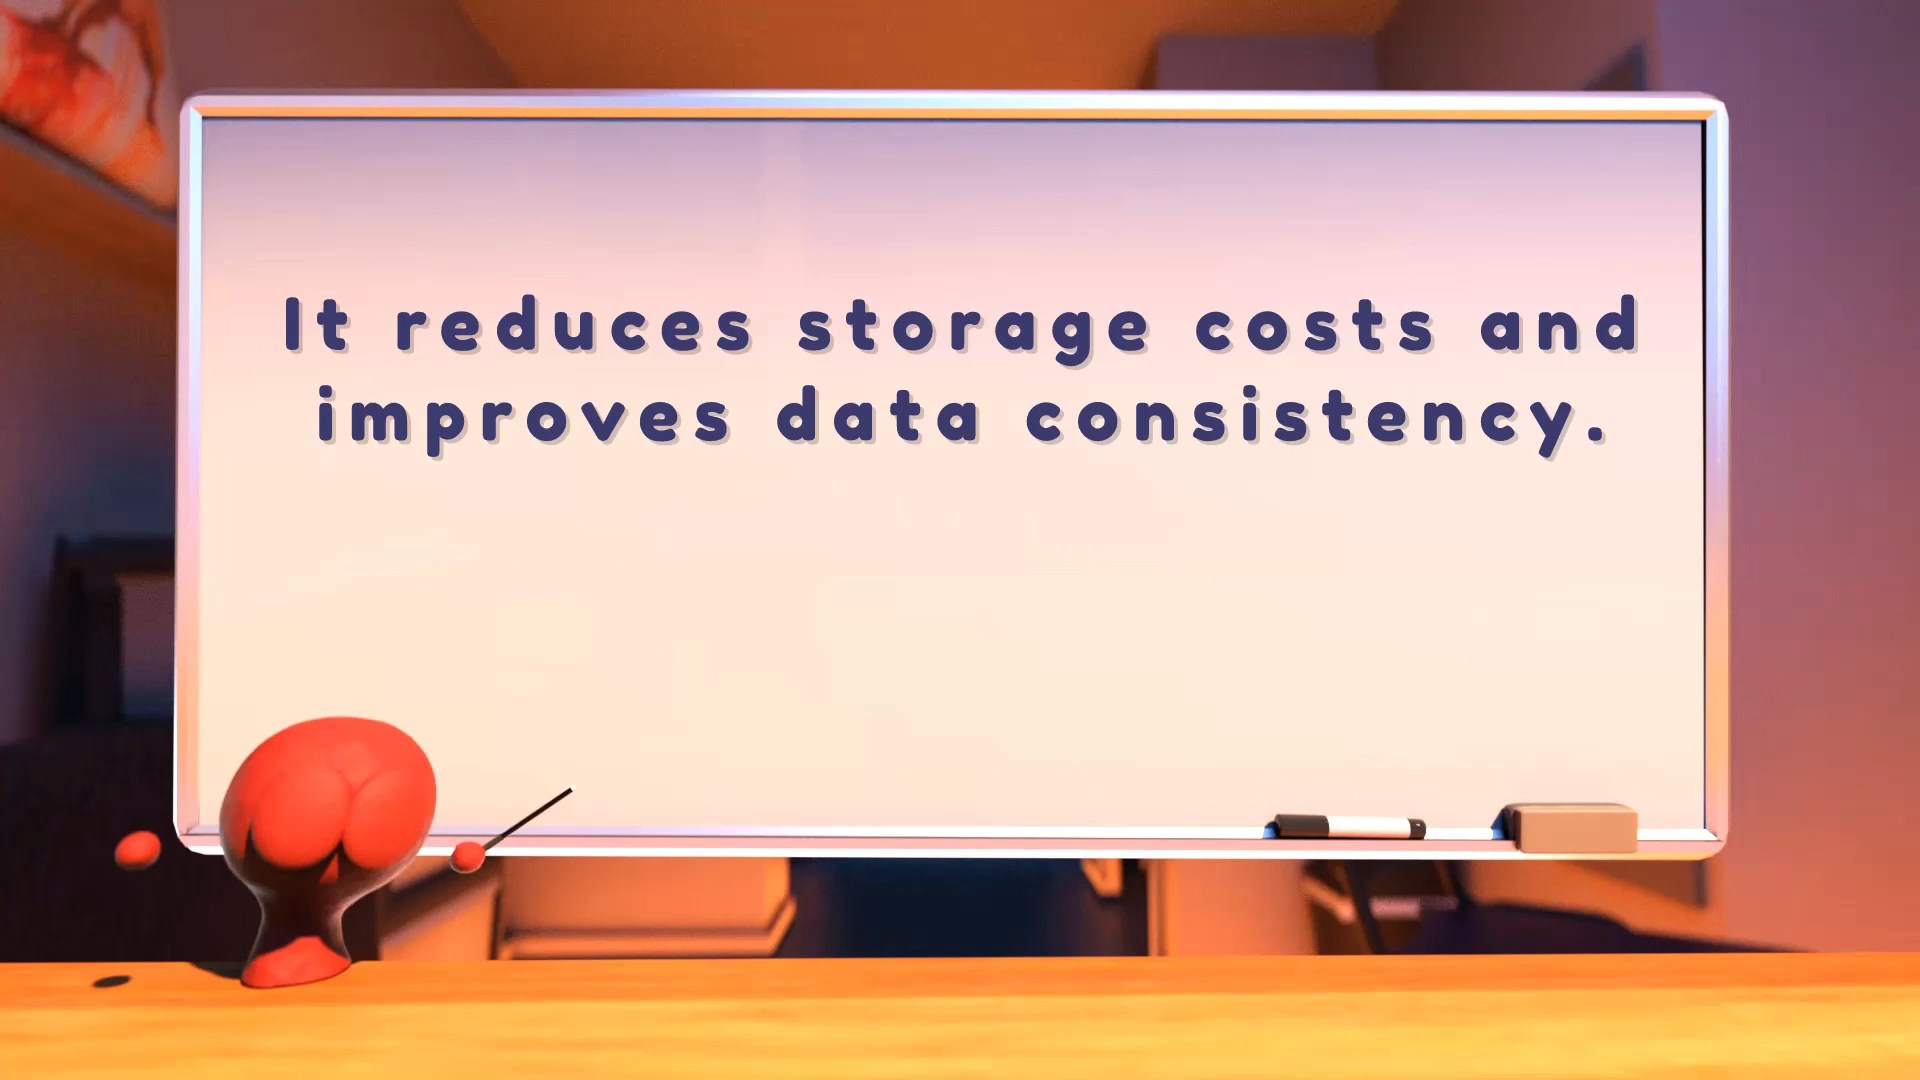 It reduces storage costs and
improves data consistency.